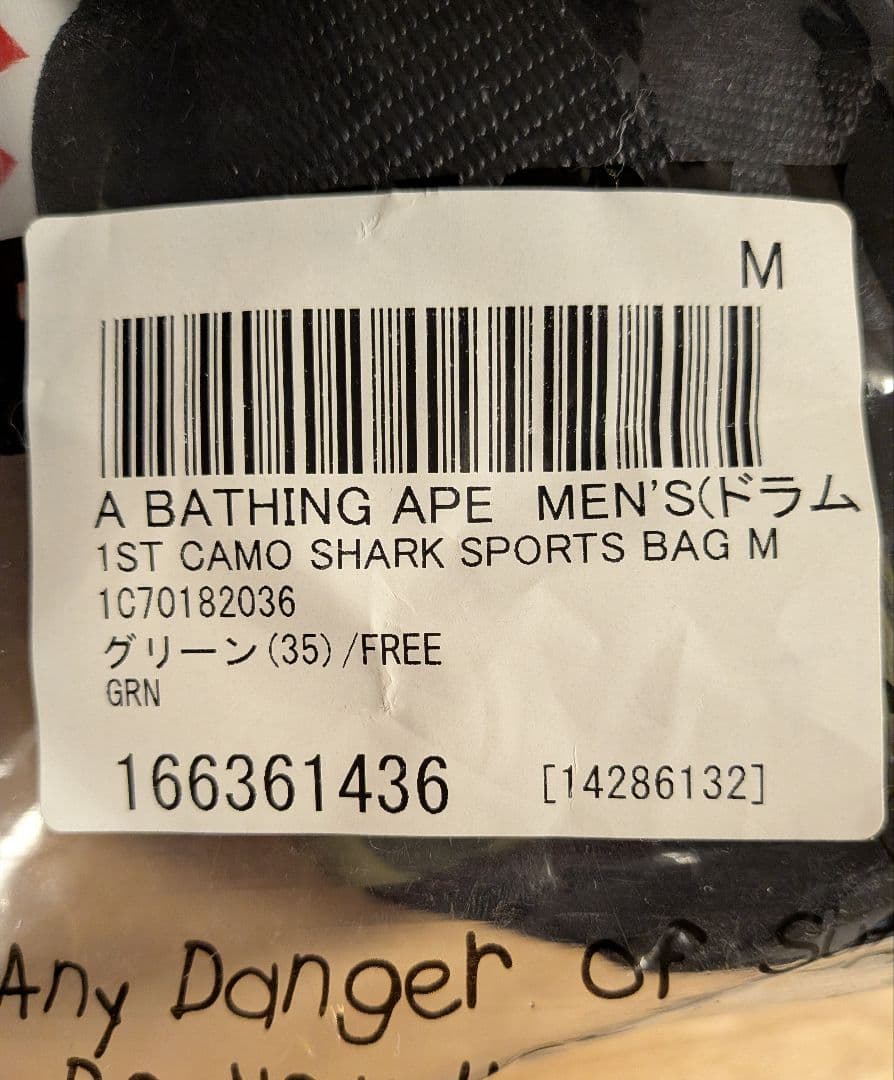 M
A BATHING APE MEN'S(ドラム
1ST CAMO SHARK SPORTS BAG M
1C70182036
グリーン(35)/FREE
GRN
166361436 [14286132]
Any Danger Of